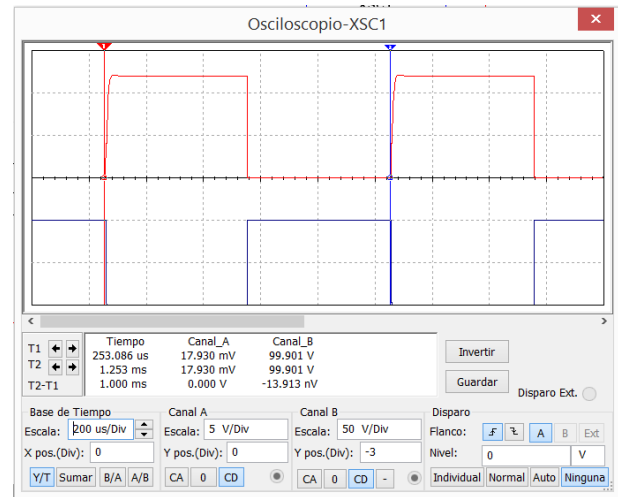 Osciloscopio-XSC1
Tiempo Canal_A Canal_B
T1 253.086 us 17.930 mV 99.901 V
T2 1.253 ms 17.930 mV 99.901 V
T2-T1 1.000 ms 0.000 V -13.913 nV
Invertir
Guardar
Disparo Ext.
Base de Tiempo Canal A Canal B Disparo
Escala: 200 us/Div Escala: 5 V/Div Escala: 50 V/Div Flanco: A B Ext
X pos.(Div): 0 Y pos.(Div): 0 Y pos.(Div): -3 Nivel: 0 V
Y/T Sumar B/A A/B CA 0 CD CA 0 CD - Individual Normal Auto Ninguna